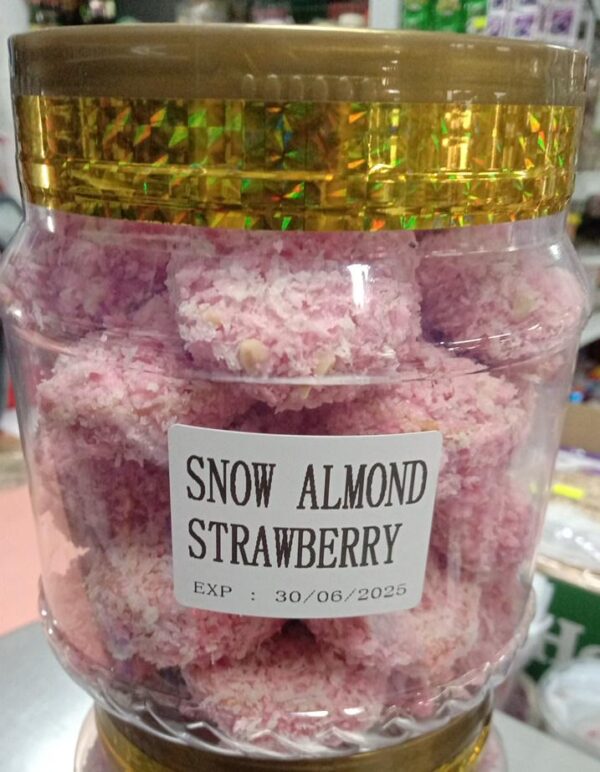 SNOW ALMOND
STRAWBERRY
EXP : 30/06/2025